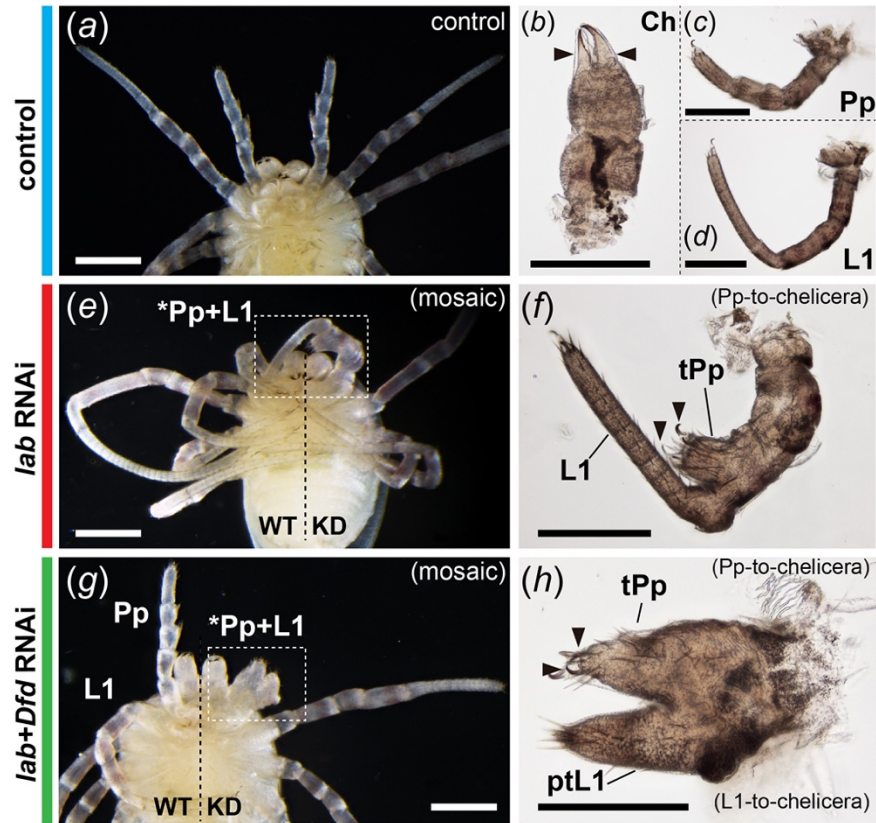 control
(a)
control
(b)
Ch
(c)
Pp
(d)
L1
lab RNAi
(e)
(mosaic)
*Pp+L1
WT
KD
(f)
(Pp-to-chelicera)
tPp
L1
lab+Dfd RNAi
(g)
(mosaic)
Pp
*Pp+L1
L1
WT
KD
(h)
(Pp-to-chelicera)
tPp
ptL1
(L1-to-chelicera)